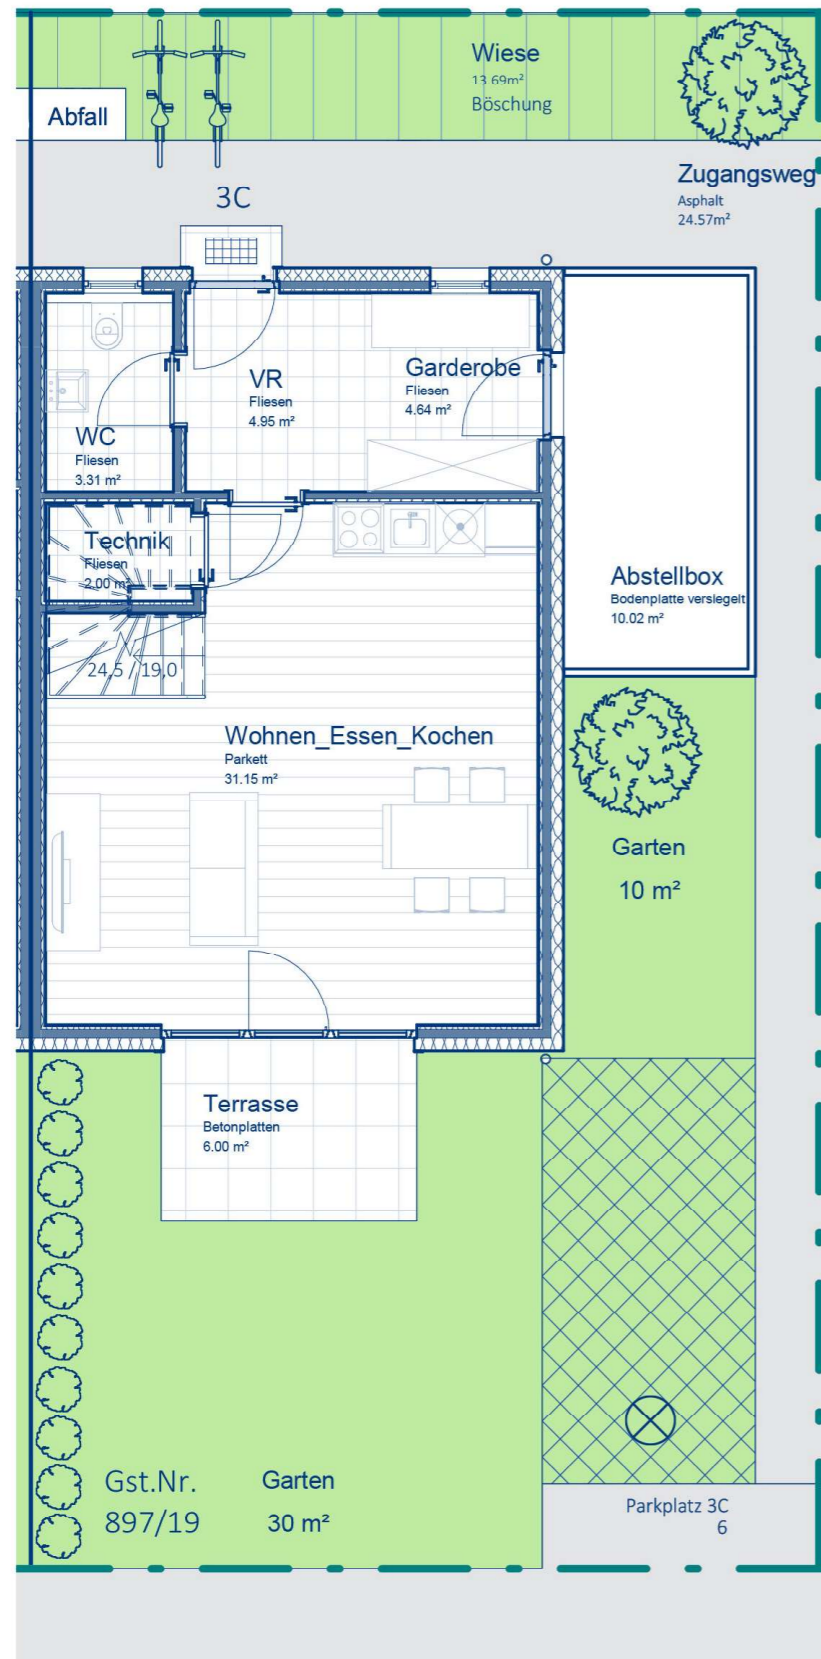 Wiese
13.69m²
Böschung
Abfall
Zugangsweg
Asphalt
24.57m²
3C
VR
Fliesen
4.95 m²
Garderobe
Fliesen
4.64 m²
WC
Fliesen
3.31 m²
Technik
Fliesen
2.00 m²
Abstellbox
Bodenplatte versiegelt
10.02 m²
24,5 / 19,0
Wohnen_Essen_Kochen
Parkett
31.15 m²
Garten
10 m²
Terrasse
Betonplatten
6.00 m²
Gst.Nr.
897/19
Garten
30 m²
Parkplatz 3C
6